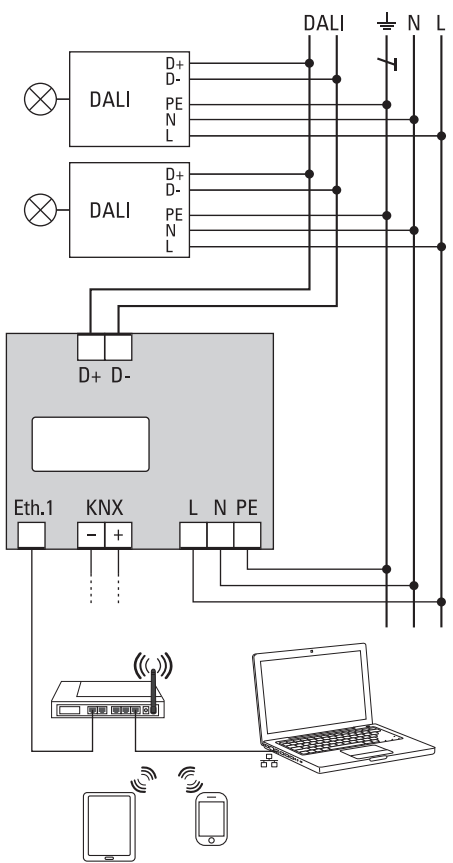 DALI N L
D+
D-
DALI
PE
N
L
D+
D-
DALI
PE
N
L
D+ D-
Eth.1 KNX L N PE
− +